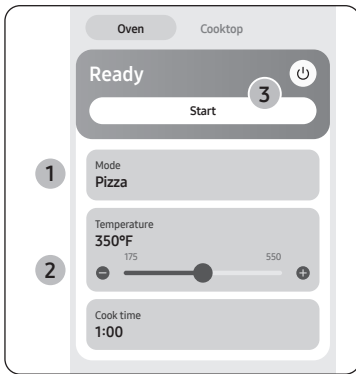 Oven Cooktop
Ready
3
Start
1
Mode
Pizza
Temperature
350°F
175 550
2
Cook time
1:00